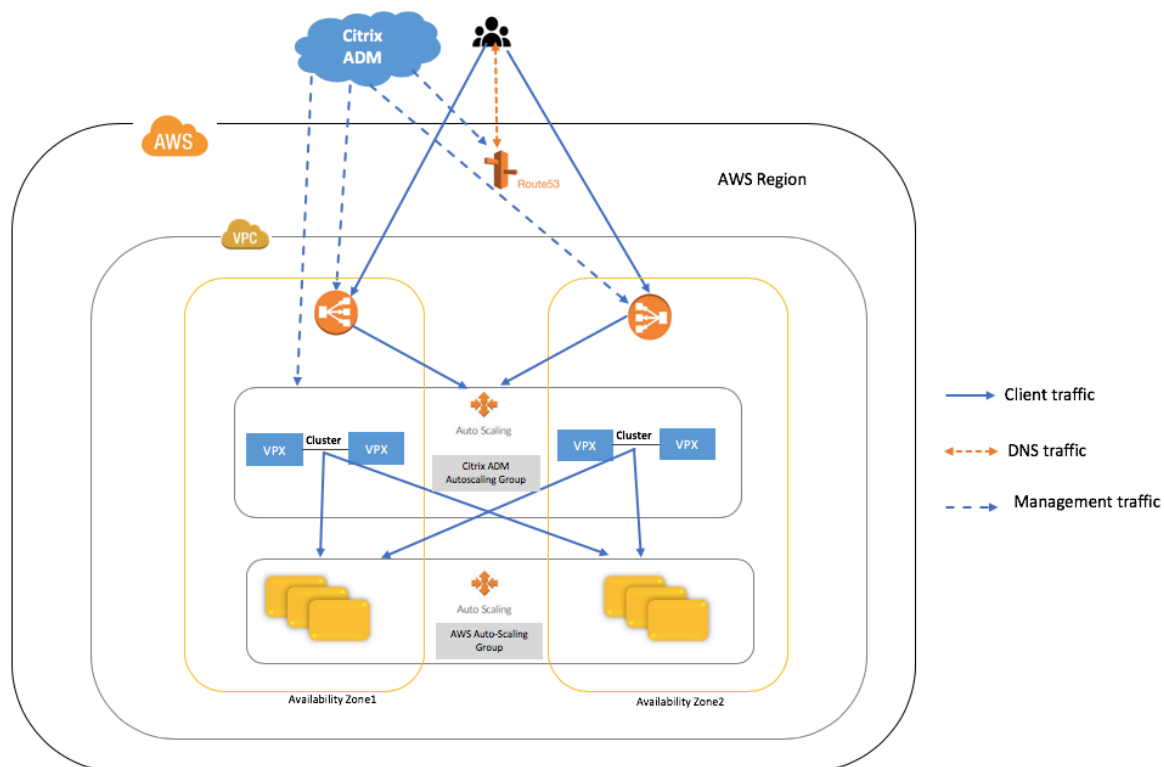 Citrix
ADM
AWS
Route53
AWS Region
VPC
Client traffic
DNS traffic
Management traffic
Auto Scaling
VPX
Cluster
VPX
VPX
Cluster
VPX
Citrix ADM
Autoscaling Group
Auto Scaling
AWS Auto-Scaling
Group
Availability Zone1
Availability Zone2